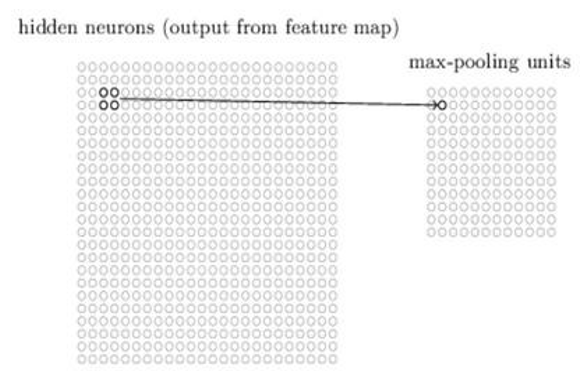 hidden neurons (output from feature map)
max-pooling units